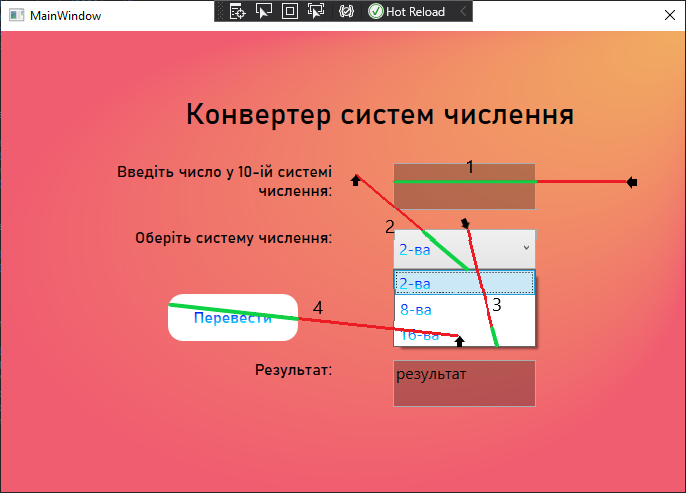 MainWindow
Hot Reload
Конвертер систем числення
Введіть число у 10-ій системі
числення:
1
Оберіть систему числення:
2
2-ва
2-ва
8-ва
3
16-ва
Перевести
4
Результат:
результат